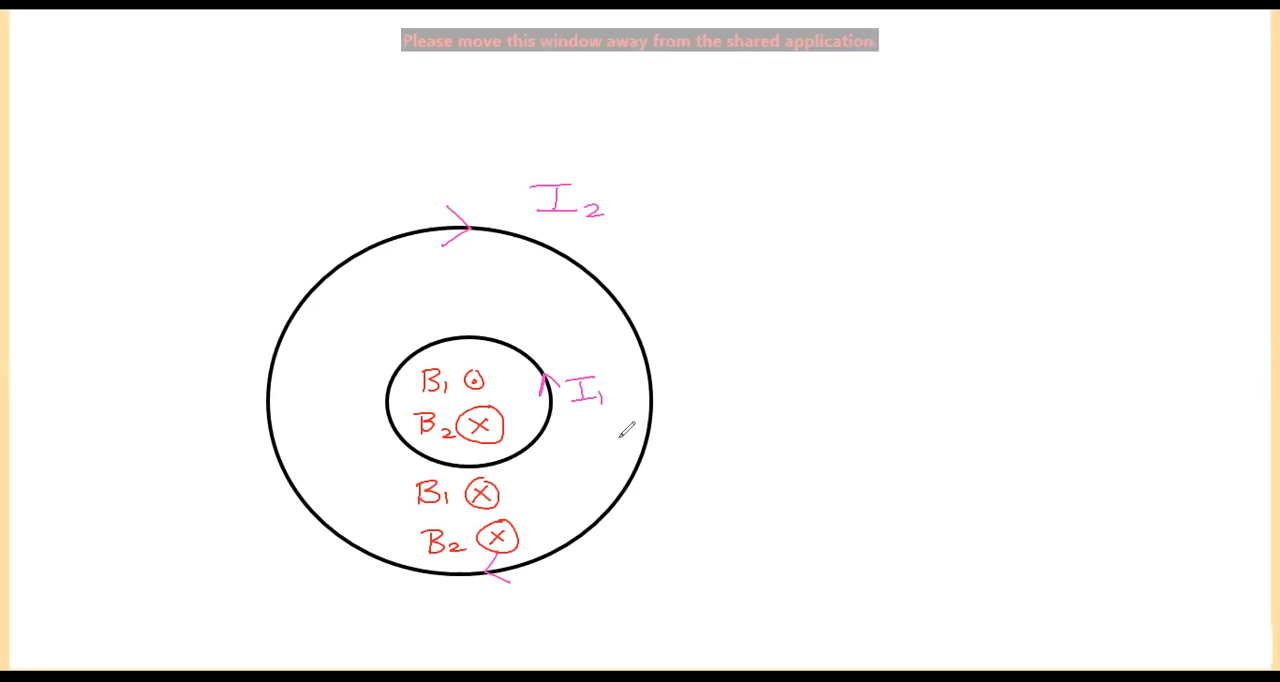 Please move this window away from the shared application.
I₂
B₁ ⊙
I₁
B₂ ⊗
B₁ ⊗
B₂ ⊗